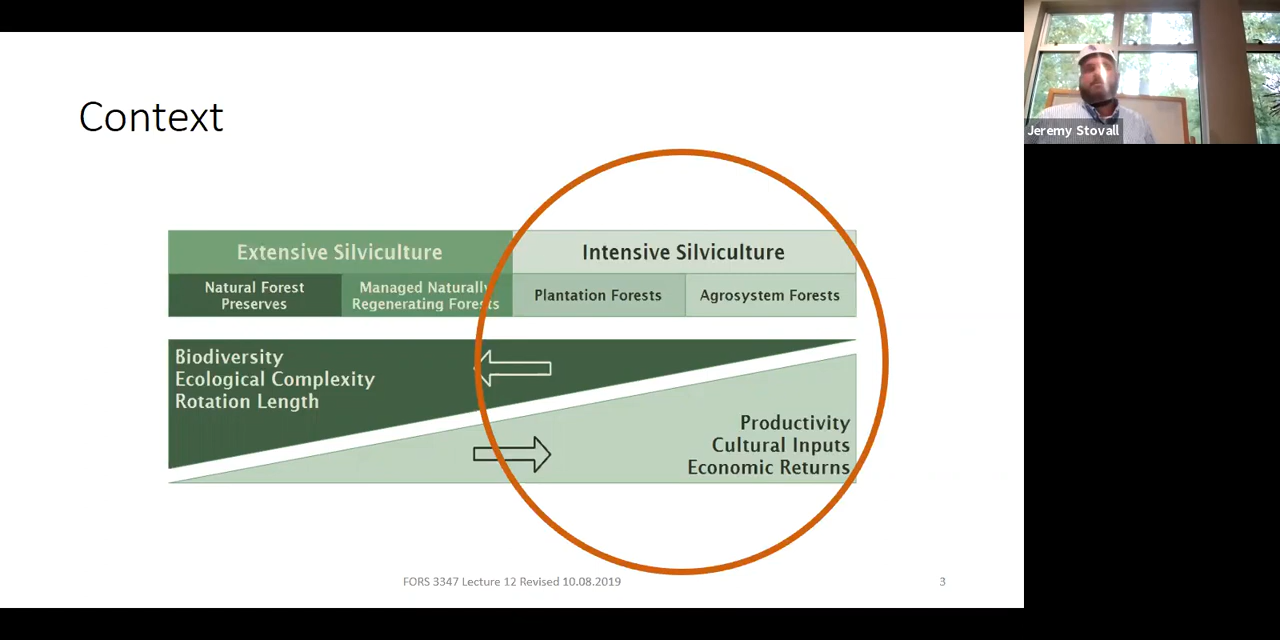 Context
Extensive Silviculture
Intensive Silviculture
Natural Forest
Preserves
Managed Naturally
Regenerating Forests
Plantation Forests
Agrosystem Forests
Biodiversity
Ecological Complexity
Rotation Length
Productivity
Cultural Inputs
Economic Returns
FORS 3347 Lecture 12 Revised 10.08.2019
3
Jeremy Stovall